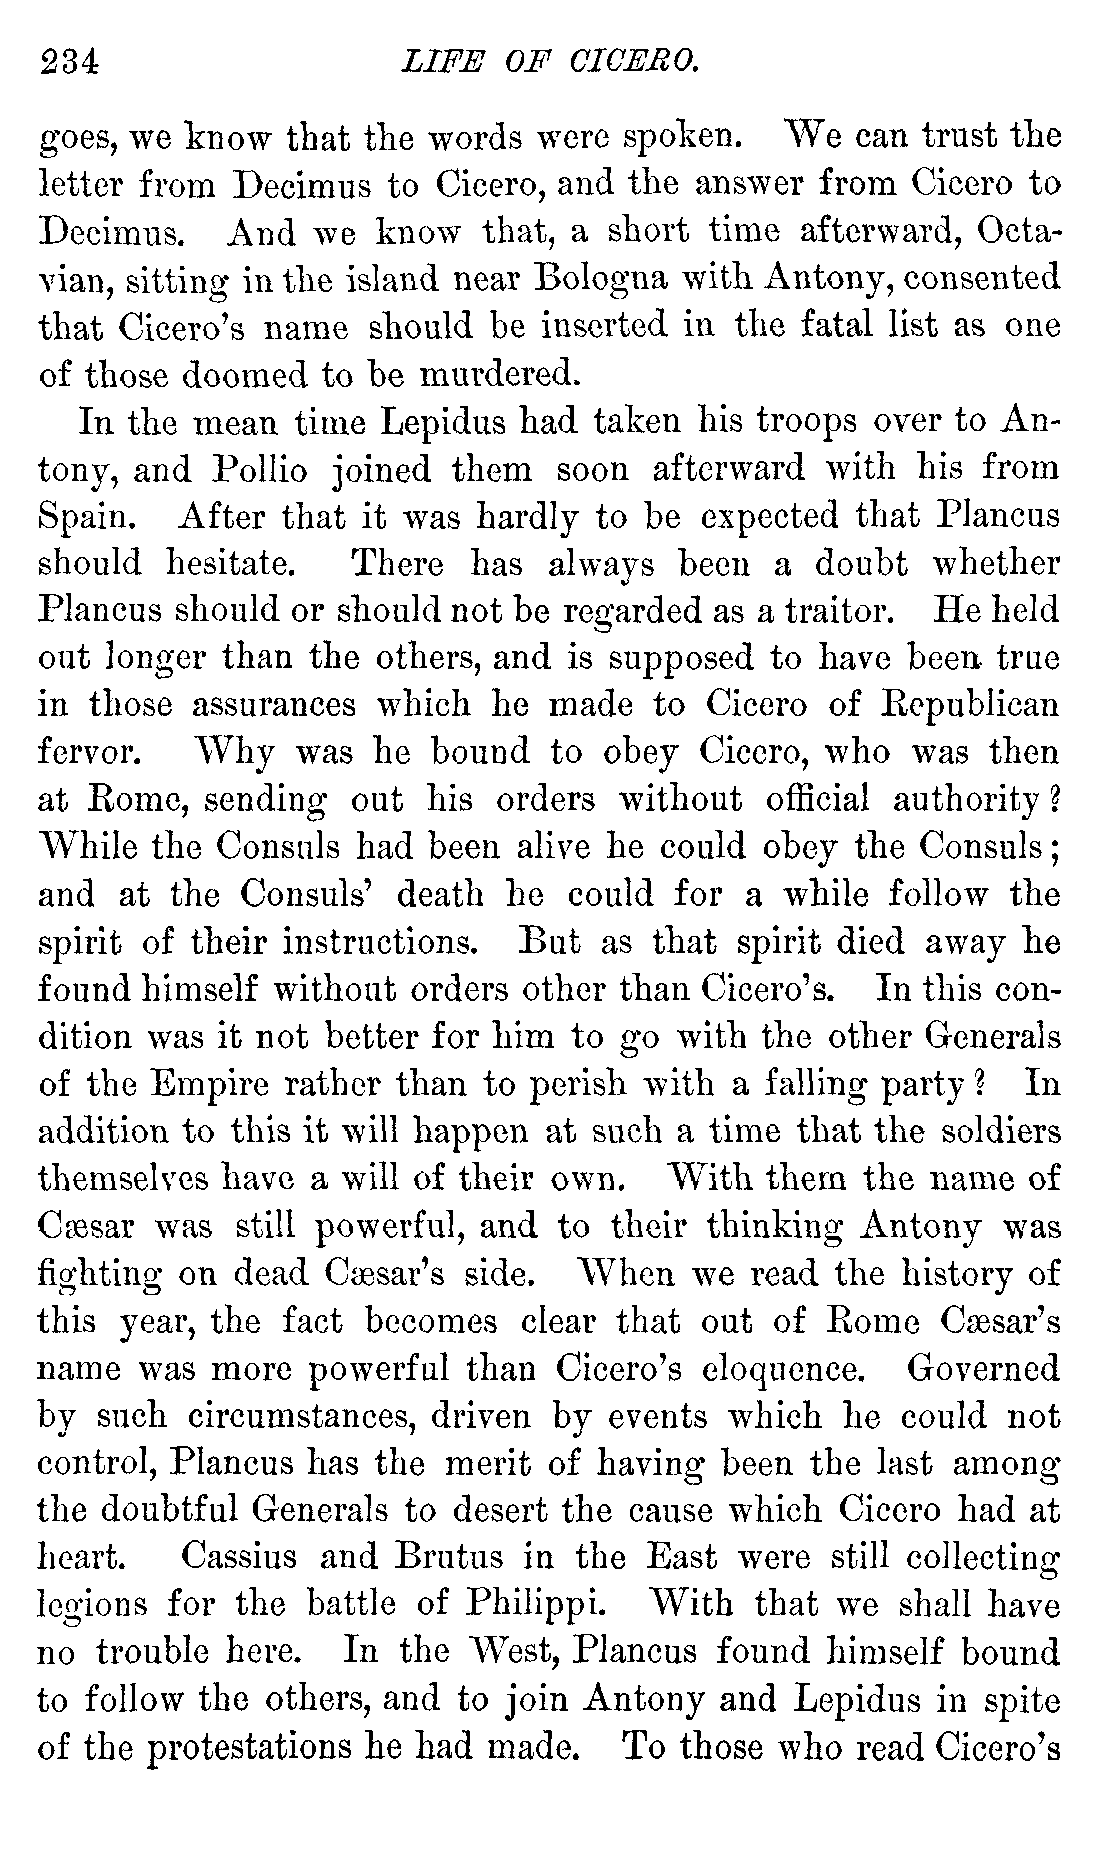 234 LIFE OF CICERO.
goes, we know that the words were spoken. We can trust the
letter from Decimus to Cicero, and the answer from Cicero to
Decimus. And we know that, a short time afterward, Octa-
vian, sitting in the island near Bologna with Antony, consented
that Cicero's name should be inserted in the fatal list as one
of those doomed to be murdered.
In the mean time Lepidus had taken his troops over to An-
tony, and Pollio joined them soon afterward with his from
Spain. After that it was hardly to be expected that Plancus
should hesitate. There has always been a doubt whether
Plancus should or should not be regarded as a traitor. He held
out longer than the others, and is supposed to have been true
in those assurances which he made to Cicero of Republican
fervor. Why was he bound to obey Cicero, who was then
at Rome, sending out his orders without official authority?
While the Consuls had been alive he could obey the Consuls;
and at the Consuls' death he could for a while follow the
spirit of their instructions. But as that spirit died away he
found himself without orders other than Cicero's. In this con-
dition was it not better for him to go with the other Generals
of the Empire rather than to perish with a falling party? In
addition to this it will happen at such a time that the soldiers
themselves have a will of their own. With them the name of
Cæsar was still powerful, and to their thinking Antony was
fighting on dead Cæsar's side. When we read the history of
this year, the fact becomes clear that out of Rome Cæsar's
name was more powerful than Cicero's eloquence. Governed
by such circumstances, driven by events which he could not
control, Plancus has the merit of having been the last among
the doubtful Generals to desert the cause which Cicero had at
heart. Cassius and Brutus in the East were still collecting
legions for the battle of Philippi. With that we shall have
no trouble here. In the West, Plancus found himself bound
to follow the others, and to join Antony and Lepidus in spite
of the protestations he had made. To those who read Cicero's